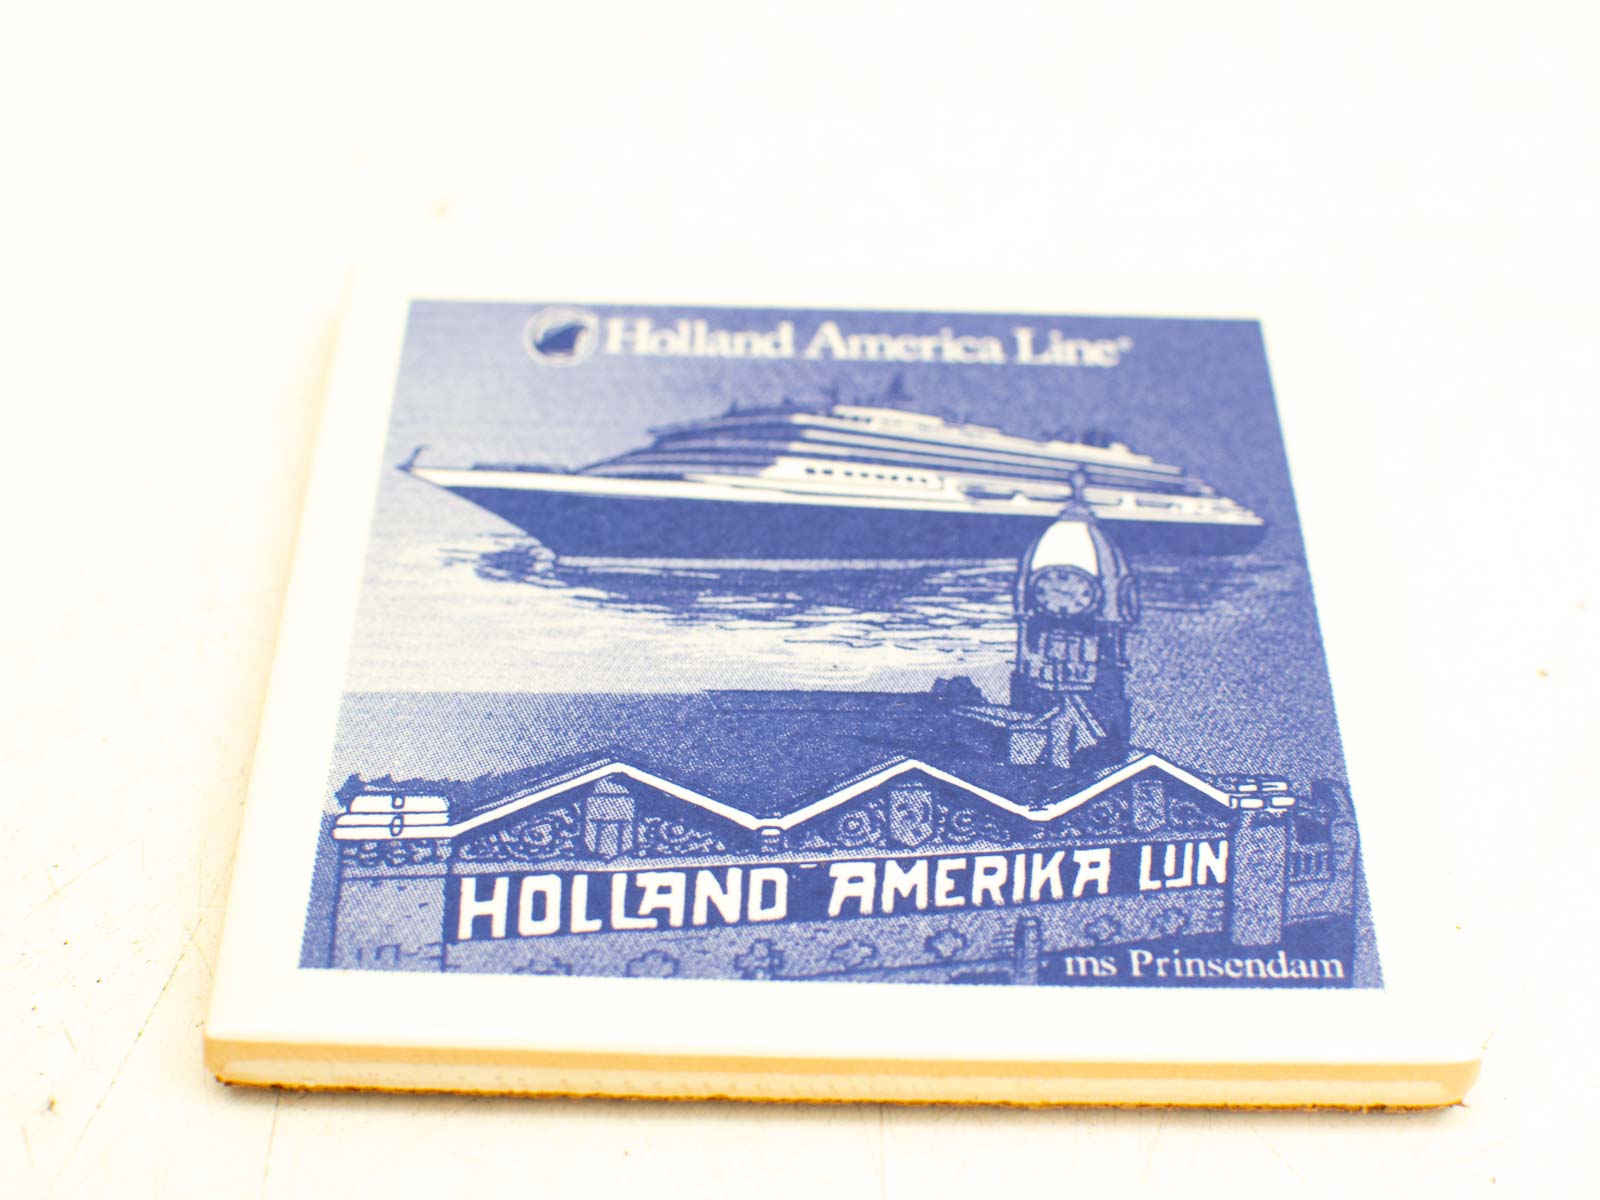 Holland America Line®
HOLLAND AMERIKA LIJN
ms Prinsendam